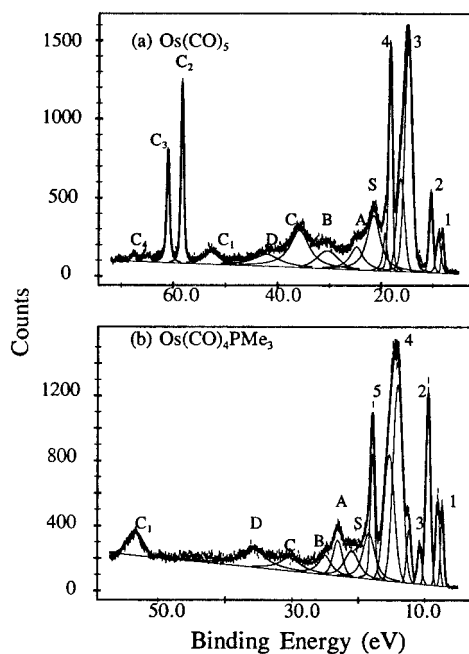 1500
(a) Os(CO)5
4
3
C2
1000
C3
500
S
2
C
B
A
1
D
C4
C1
0
60.0
40.0
20.0
Counts
(b) Os(CO)4PMe3
4
1200
5
2
800
A
1
C1
400
D
S
B
C
3
0
50.0
30.0
10.0
Binding Energy (eV)